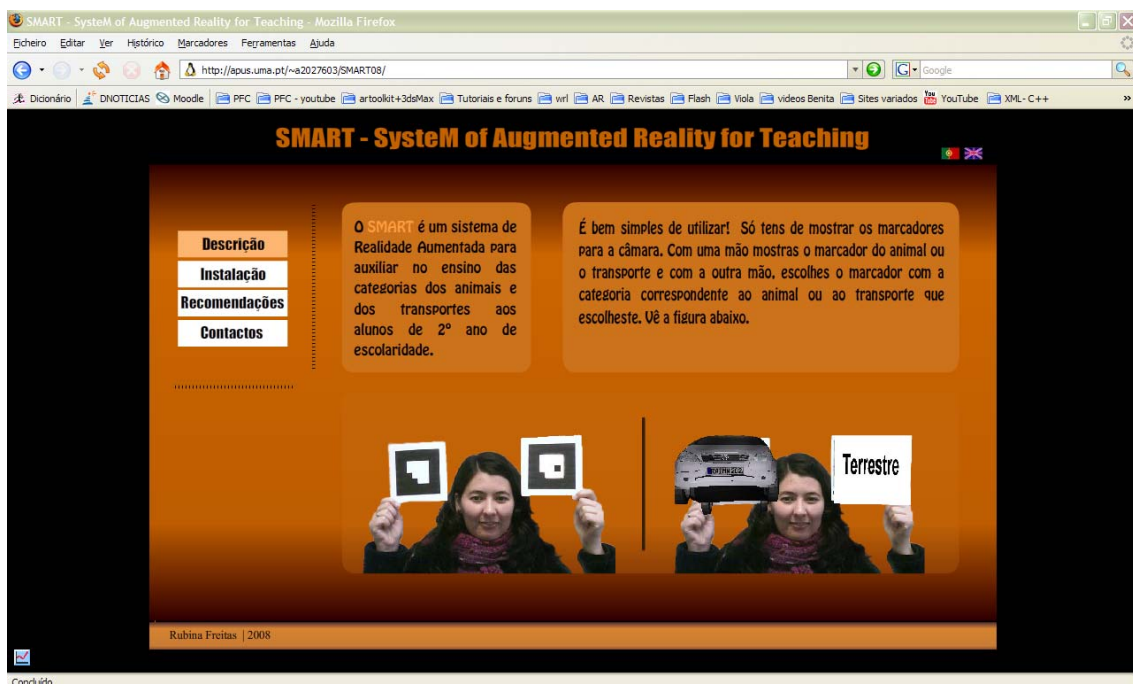 SMART - SysteM of Augmented Reality for Teaching - Mozilla Firefox
Ficheiro Editar Ver Histórico Marcadores Ferramentas Ajuda
http://apus.uma.pt/~a2027603/SMART08/
Google
Dicionário DNOTICIAS Moodle PFC PFC - youtube artoolkit+3dsMax Tutoriais e foruns wrl AR Revistas Flash Viola videos Benita Sites variados YouTube XML- C++ »
SMART - SysteM of Augmented Reality for Teaching
Descrição
Instalação
Recomendações
Contactos
O SMART é um sistema de
Realidade Aumentada para
auxiliar no ensino das
categorias dos animais e
dos transportes aos
alunos de 2º ano de
escolaridade.
É bem simples de utilizar! Só tens de mostrar os marcadores
para a câmara. Com uma mão mostras o marcador do animal ou
o transporte e com a outra mão, escolhes o marcador com a
categoria correspondente ao animal ou ao transporte que
escolheste. Vê a figura abaixo.
Terrestre
Rubina Freitas | 2008
Concluído